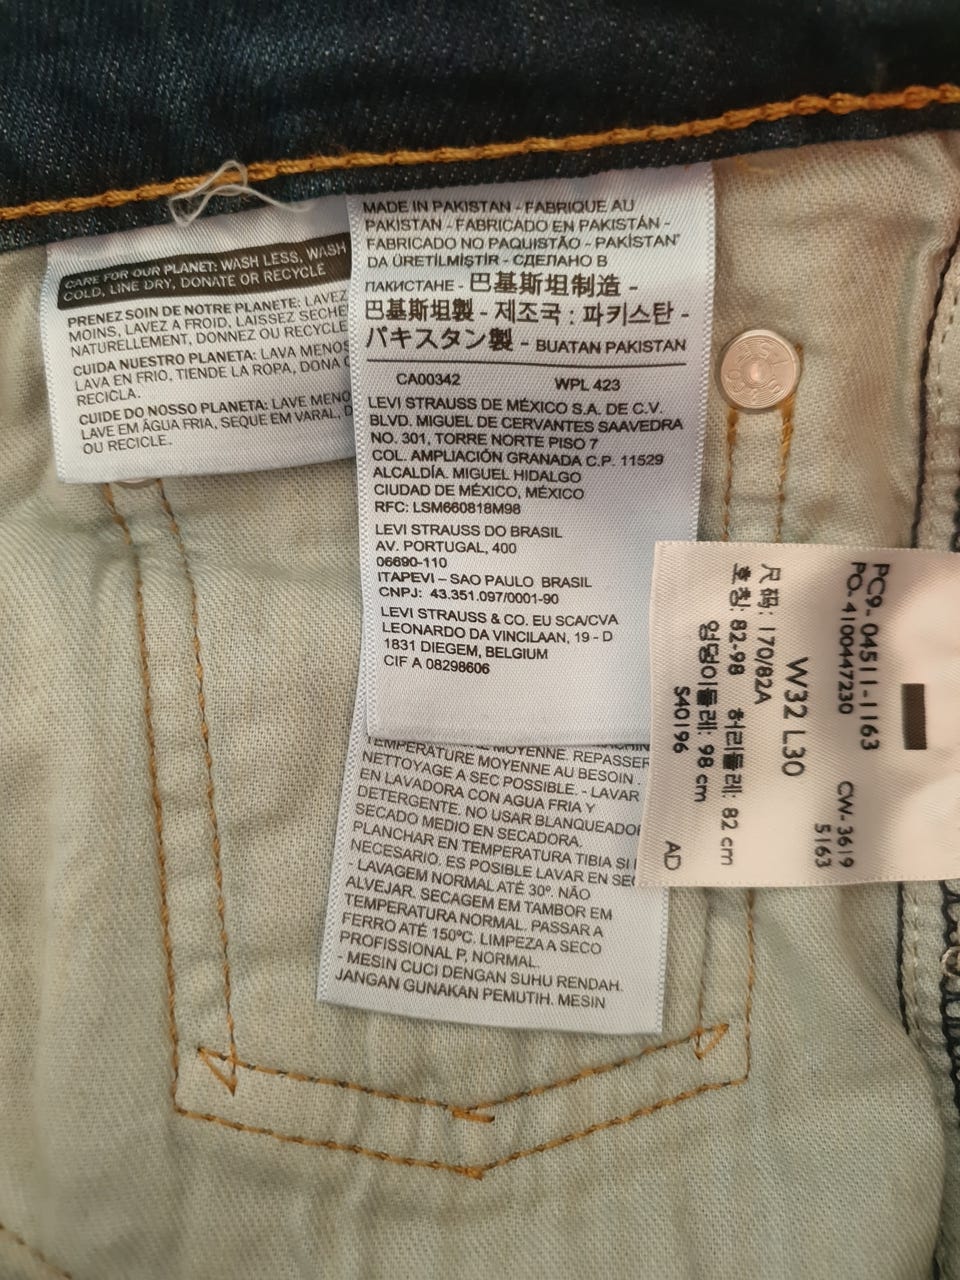 CARE FOR OUR PLANET: WASH LESS, WASH
COLD, LINE DRY, DONATE OR RECYCLE
PRENEZ SOIN DE NOTRE PLANETE: LAVEZ
MOINS, LAVEZ A FROID, LAISSEZ SECHE
NATURELLEMENT, DONNEZ OU RECYCLE
CUIDA NUESTRO PLANETA: LAVA MENOS
LAVA EN FRIO, TIENDE LA ROPA, DONA
RECICLA.
CUIDE DO NOSSO PLANETA: LAVE MENO
LAVE EM ÁGUA FRIA, SEQUE EM VARAL, D
OU RECICLE.
MADE IN PAKISTAN - FABRIQUE AU
PAKISTAN - FABRICADO EN PAKISTÁN -
FABRICADO NO PAQUISTÃO - PAKİSTAN'
DA ÜRETİLMİŞTİR - СДЕЛАНО В
ПАКИСТАНЕ - 巴基斯坦制造 -
巴基斯坦製 - 제조국 : 파키스탄 -
パキスタン製 - BUATAN PAKISTAN
CA00342 WPL 423
LEVI STRAUSS DE MÉXICO S.A. DE C.V.
BLVD. MIGUEL DE CERVANTES SAAVEDRA
NO. 301, TORRE NORTE PISO 7
COL. AMPLIACIÓN GRANADA C.P. 11529
ALCALDÍA. MIGUEL HIDALGO
CIUDAD DE MÉXICO, MÉXICO
RFC: LSM660818M98
LEVI STRAUSS DO BRASIL
AV. PORTUGAL, 400
06690-110
ITAPEVI – SAO PAULO BRASIL
CNPJ: 43.351.097/0001-90
LEVI STRAUSS & CO. EU SCA/CVA
LEONARDO DA VINCILAAN, 19 - D
1831 DIEGEM, BELGIUM
CIF A 08298606
TEMPERATURE MOYENNE. REPASSER
TEMPERATURE MOYENNE AU BESOIN .
NETTOYAGE A SEC POSSIBLE. - LAVAR
EN LAVADORA CON AGUA FRIA Y
DETERGENTE. NO USAR BLANQUEADO
SECADO MEDIO EN SECADORA.
PLANCHAR EN TEMPERATURA TIBIA SI
NECESARIO. ES POSIBLE LAVAR EN SE
- LAVAGEM NORMAL ATÉ 30º. NÃO
ALVEJAR. SECAGEM EM TAMBOR EM
TEMPERATURA NORMAL. PASSAR A
FERRO ATÉ 150ºC. LIMPEZA A SECO
PROFISSIONAL P, NORMAL.
- MESIN CUCI DENGAN SUHU RENDAH.
JANGAN GUNAKAN PEMUTIH. MESIN
PC9-04511-1163 CW-3619
PO.4100447230 5163
W32 L30
尺码: 170/82A
호칭: 82-98 허리둘레: 82 cm
엉덩이둘레: 98 cm
S40196 AD